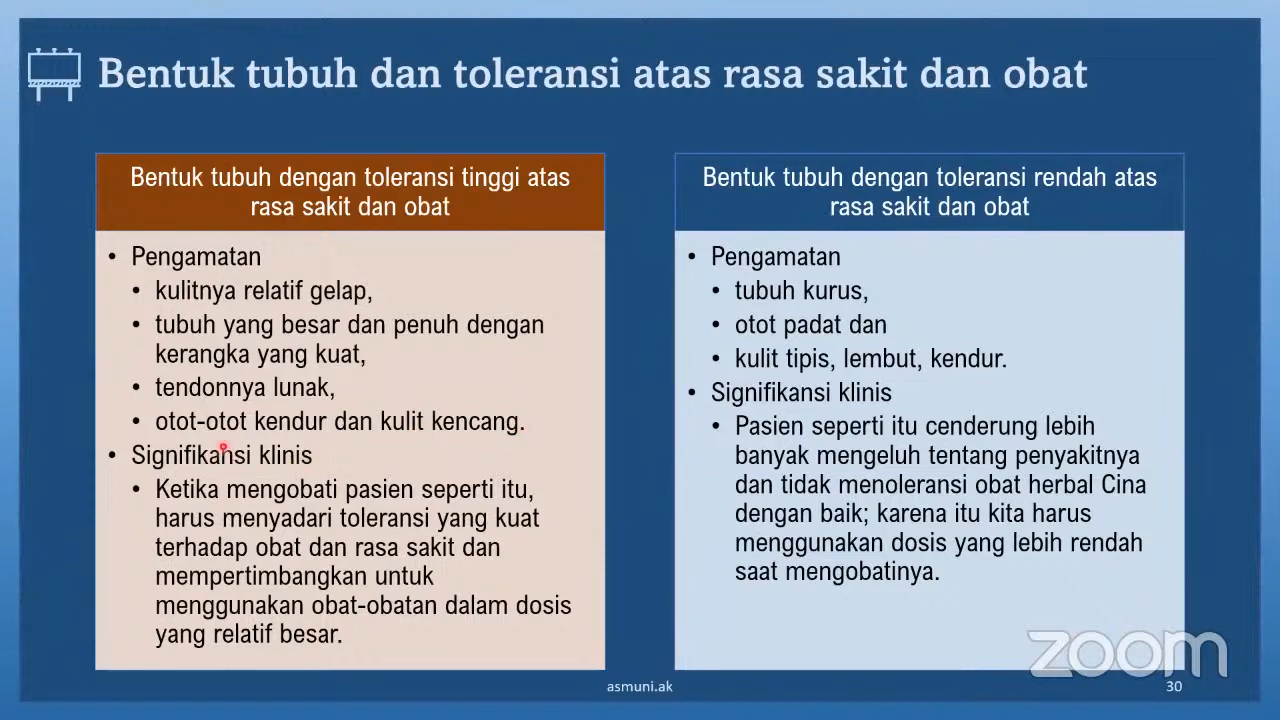 Bentuk tubuh dan toleransi atas rasa sakit dan obat
Bentuk tubuh dengan toleransi tinggi atas
rasa sakit dan obat
• Pengamatan
• kulitnya relatif gelap,
• tubuh yang besar dan penuh dengan
kerangka yang kuat,
• tendonnya lunak,
• otot-otot kendur dan kulit kencang.
• Signifikansi klinis
• Ketika mengobati pasien seperti itu,
harus menyadari toleransi yang kuat
terhadap obat dan rasa sakit dan
mempertimbangkan untuk
menggunakan obat-obatan dalam dosis
yang relatif besar.
Bentuk tubuh dengan toleransi rendah atas
rasa sakit dan obat
• Pengamatan
• tubuh kurus,
• otot padat dan
• kulit tipis, lembut, kendur.
• Signifikansi klinis
• Pasien seperti itu cenderung lebih
banyak mengeluh tentang penyakitnya
dan tidak menoleransi obat herbal Cina
dengan baik; karena itu kita harus
menggunakan dosis yang lebih rendah
saat mengobatinya.
zoom
asmuni.ak
30